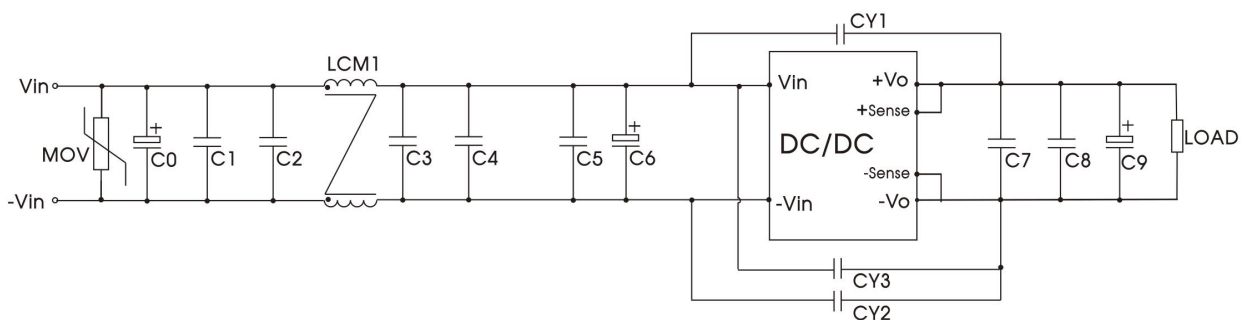 CY1
LCM1
Vin
Vin
+Vo
+Sense
MOV
+
C0
C1
C2
C3
C4
C5
+
C6
DC/DC
C7
C8
+
C9
LOAD
-Sense
-Vin
-Vin
-Vo
CY3
CY2